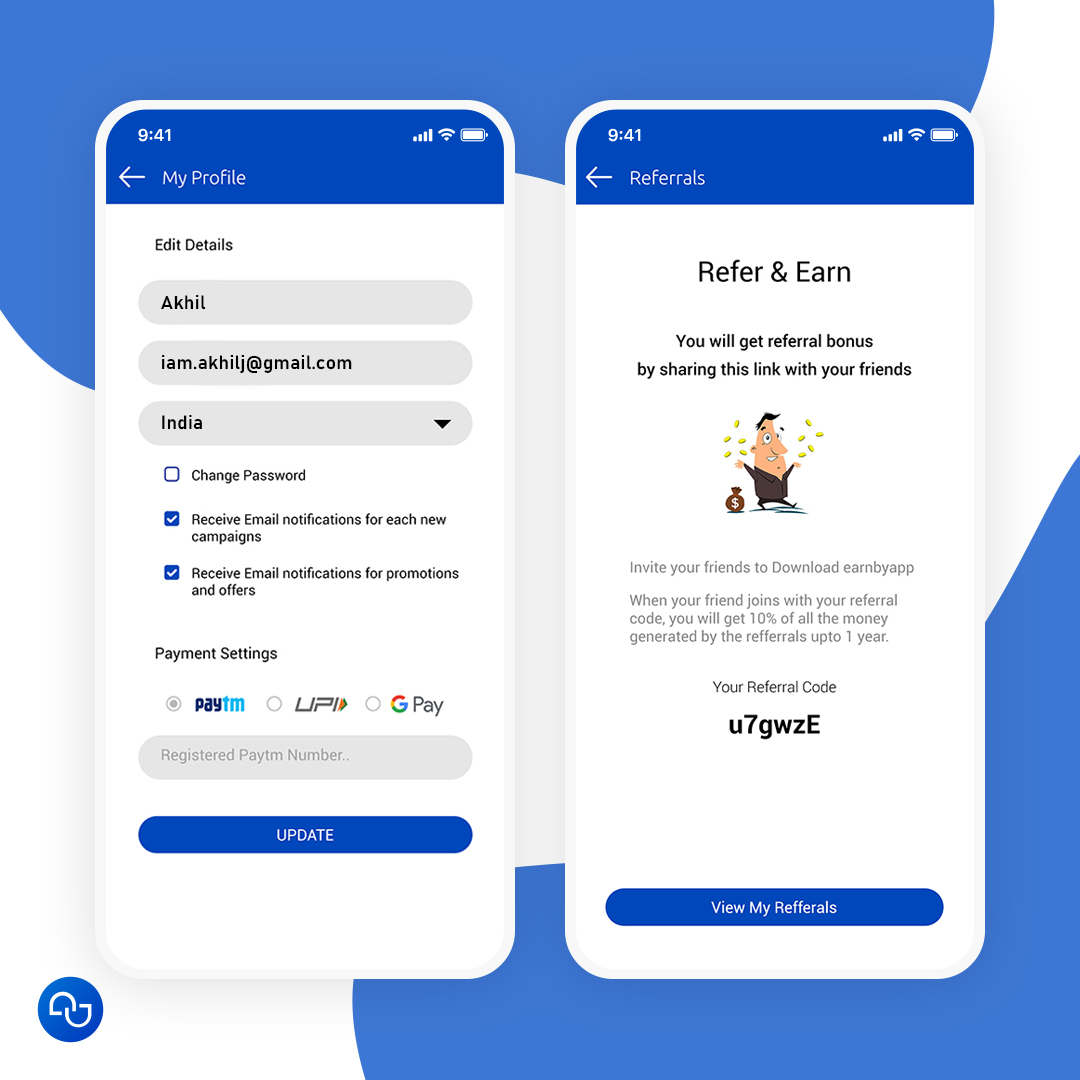 9:41
My Profile
Edit Details
Akhil
iam.akhilj@gmail.com
India
Change Password
Receive Email notifications for each new
campaigns
Receive Email notifications for promotions
and offers
Payment Settings
paytm UPI G Pay
Registered Paytm Number..
UPDATE
9:41
Referrals
Refer & Earn
You will get referral bonus
by sharing this link with your friends
$
Invite your friends to Download earnbyapp
When your friend joins with your referral
code, you will get 10% of all the money
generated by the refferrals upto 1 year.
Your Referral Code
u7gwzE
View My Refferals